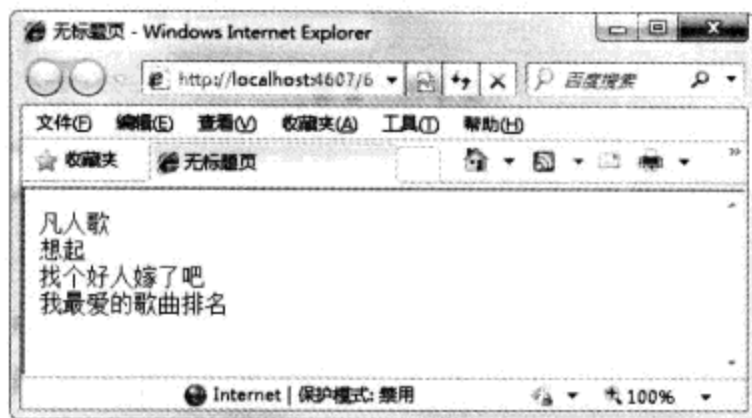 无标题页 - Windows Internet Explorer
http://localhost:4607/6
百度搜索
文件(F) 编辑(E) 查看(V) 收藏夹(A) 工具(T) 帮助(H)
收藏夹 无标题页
凡人歌
想起
找个好人嫁了吧
我最爱的歌曲排名
Internet | 保护模式: 禁用
100%